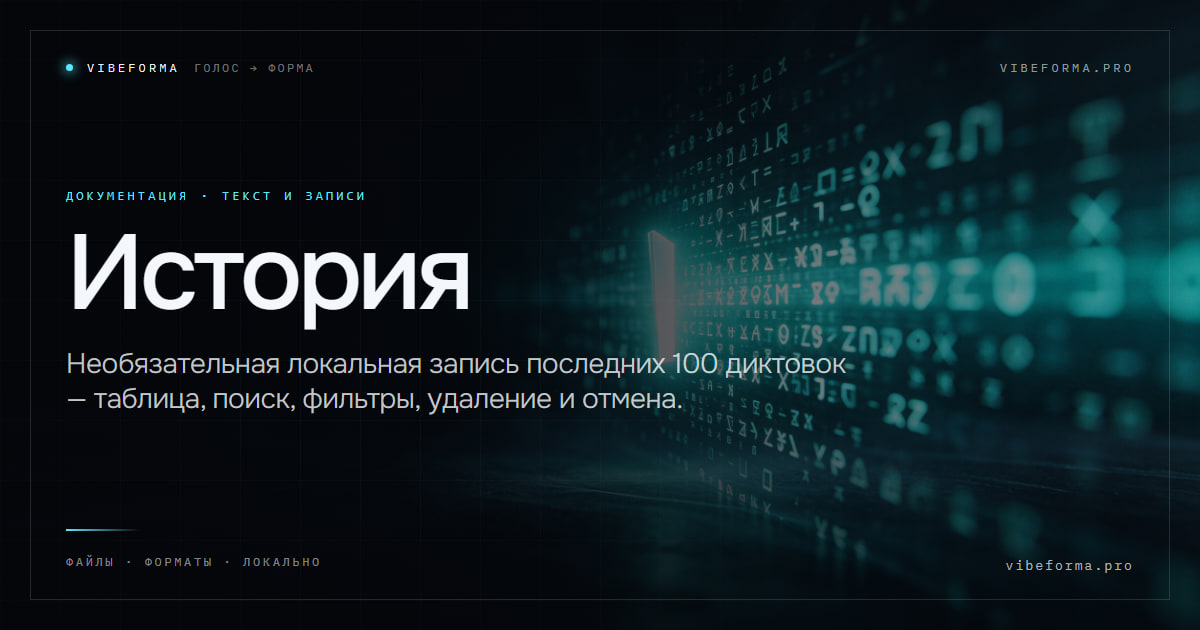 VIBEFORMA ГОЛОС → ФОРМА
VIBEFORMA.PRO
ДОКУМЕНТАЦИЯ · ТЕКСТ И ЗАПИСИ
История
Необязательная локальная запись последних 100 диктовок
— таблица, поиск, фильтры, удаление и отмена.
ФАЙЛЫ · ФОРМАТЫ · ЛОКАЛЬНО
vibeforma.pro